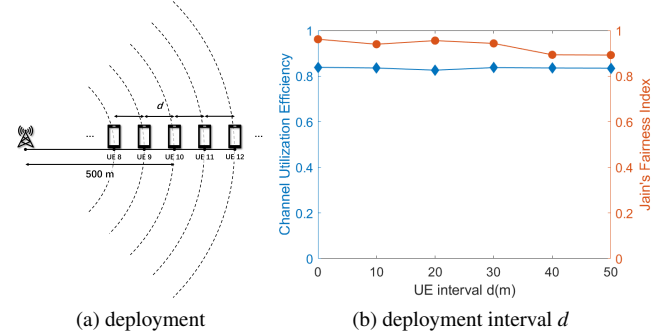 d
...
...
UE 8
UE 9
UE 10
UE 11
UE 12
500 m
(a) deployment
Channel Utilization Efficiency
1
0.8
0.6
0.4
0.2
0
0
10
20
30
40
50
UE interval d(m)
1
0.8
0.6
0.4
0.2
0
Jain's Fairness Index
(b) deployment interval d